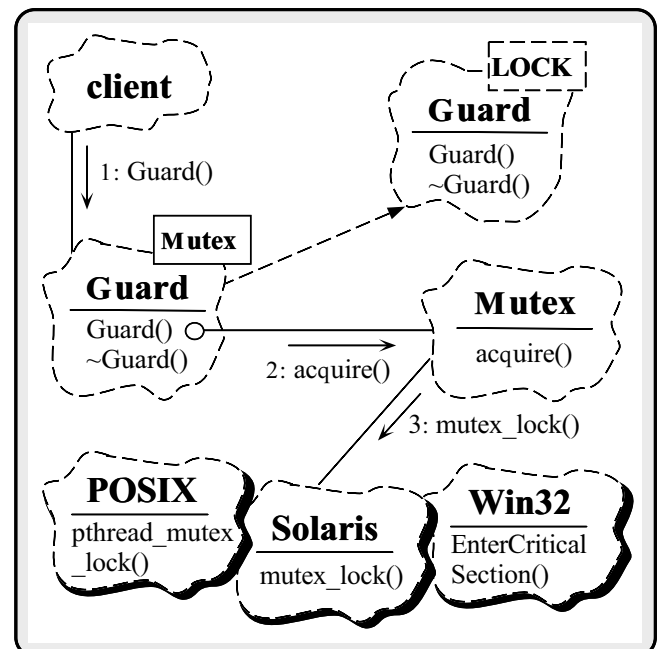 client
LOCK
Guard
Guard()
~Guard()
1: Guard()
Mutex
Guard
Guard()
~Guard()
Mutex
acquire()
2: acquire()
3: mutex_lock()
POSIX
pthread_mutex
_lock()
Solaris
mutex_lock()
Win32
EnterCritical
Section()